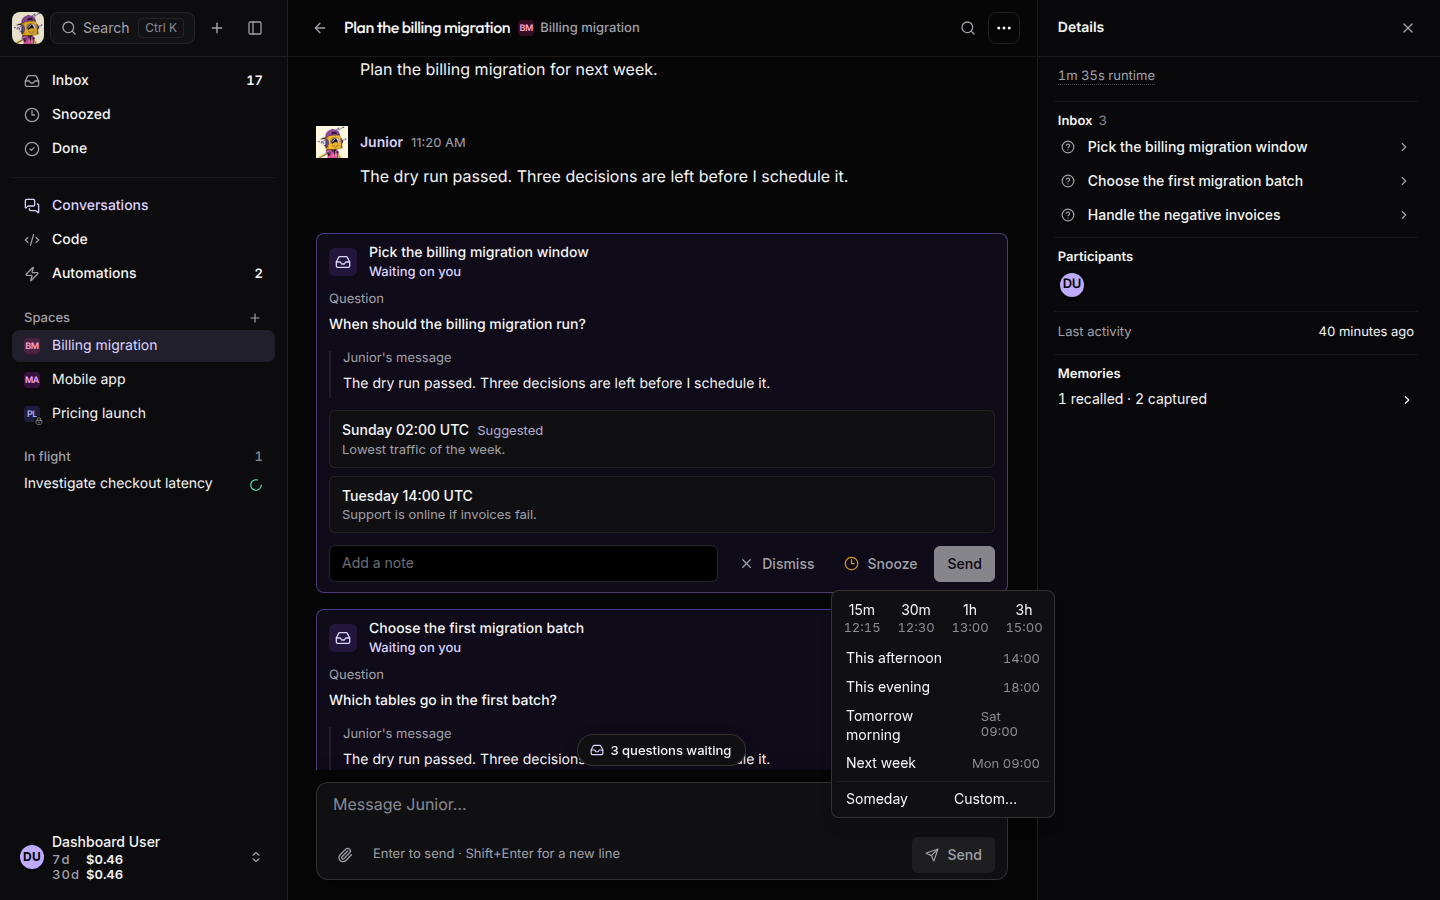 Search Ctrl K
Inbox 17
Snoozed
Done
Conversations
Code
Automations 2
Spaces
BM Billing migration
MA Mobile app
PL Pricing launch
In flight 1
Investigate checkout latency
DU Dashboard User
7d $0.46
30d $0.46
Plan the billing migration BM Billing migration
Plan the billing migration for next week.
Junior 11:20 AM
The dry run passed. Three decisions are left before I schedule it.
Pick the billing migration window
Waiting on you
Question
When should the billing migration run?
Junior's message
The dry run passed. Three decisions are left before I schedule it.
Sunday 02:00 UTC Suggested
Lowest traffic of the week.
Tuesday 14:00 UTC
Support is online if invoices fail.
Add a note
Dismiss
Snooze
Send
15m 30m 1h 3h
12:15 12:30 13:00 15:00
This afternoon 14:00
This evening 18:00
Tomorrow morning Sat 09:00
Next week Mon 09:00
Someday Custom...
Choose the first migration batch
Waiting on you
Question
Which tables go in the first batch?
Junior's message
The dry run passed. Three decisions le it.
3 questions waiting
Message Junior...
Enter to send · Shift+Enter for a new line
Send
Details
1m 35s runtime
Inbox 3
Pick the billing migration window
Choose the first migration batch
Handle the negative invoices
Participants
DU
Last activity 40 minutes ago
Memories
1 recalled · 2 captured